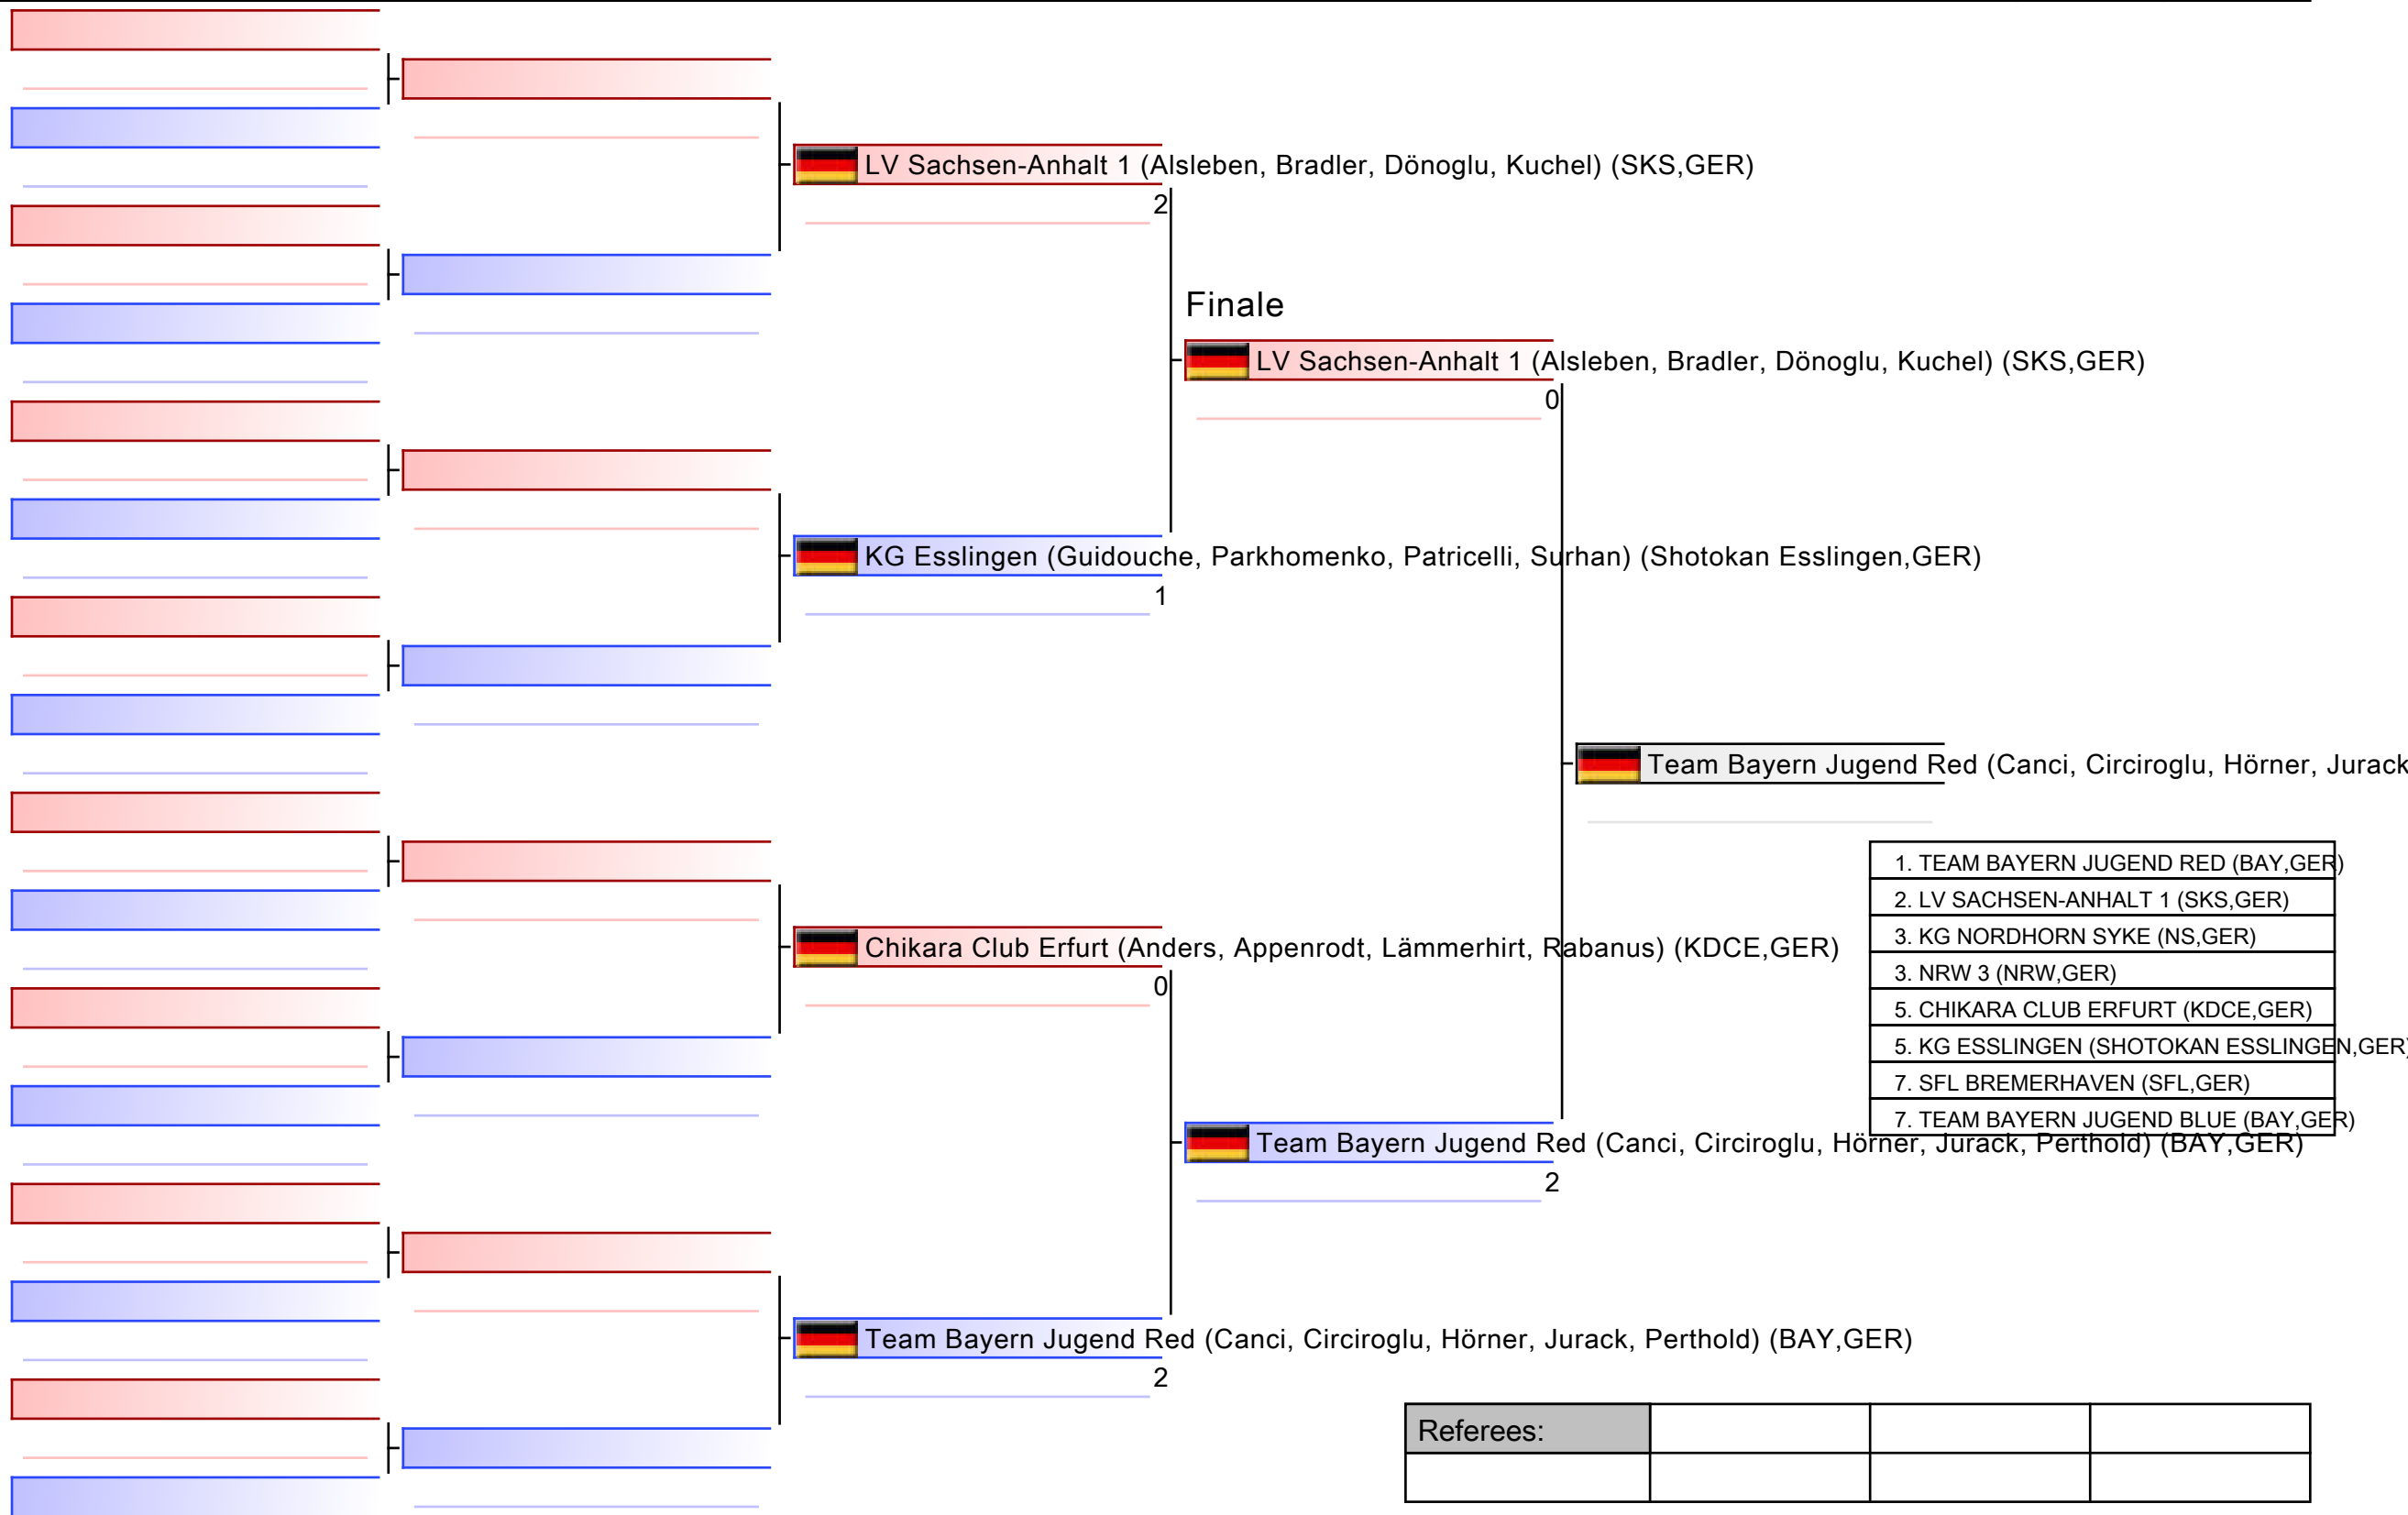 LV Sachsen-Anhalt 1 (Alsleben, Bradler, Dönoglu, Kuchel) (SKS,GER)
2
Finale
LV Sachsen-Anhalt 1 (Alsleben, Bradler, Dönoglu, Kuchel) (SKS,GER)
0
KG Esslingen (Guidouche, Parkhomenko, Patricelli, Surhan) (Shotokan Esslingen,GER)
1
Team Bayern Jugend Red (Canci, Circiroglu, Hörner, Jurack
1. TEAM BAYERN JUGEND RED (BAY,GER)
2. LV SACHSEN-ANHALT 1 (SKS,GER)
3. KG NORDHORN SYKE (NS,GER)
3. NRW 3 (NRW,GER)
5. CHIKARA CLUB ERFURT (KDCE,GER)
5. KG ESSLINGEN (SHOTOKAN ESSLINGEN,GER)
7. SFL BREMERHAVEN (SFL,GER)
7. TEAM BAYERN JUGEND BLUE (BAY,GER)
Chikara Club Erfurt (Anders, Appenrodt, Lämmerhirt, Rabanus) (KDCE,GER)
0
Team Bayern Jugend Red (Canci, Circiroglu, Hörner, Jurack, Perthold) (BAY,GER)
2
Team Bayern Jugend Red (Canci, Circiroglu, Hörner, Jurack, Perthold) (BAY,GER)
2
Referees: